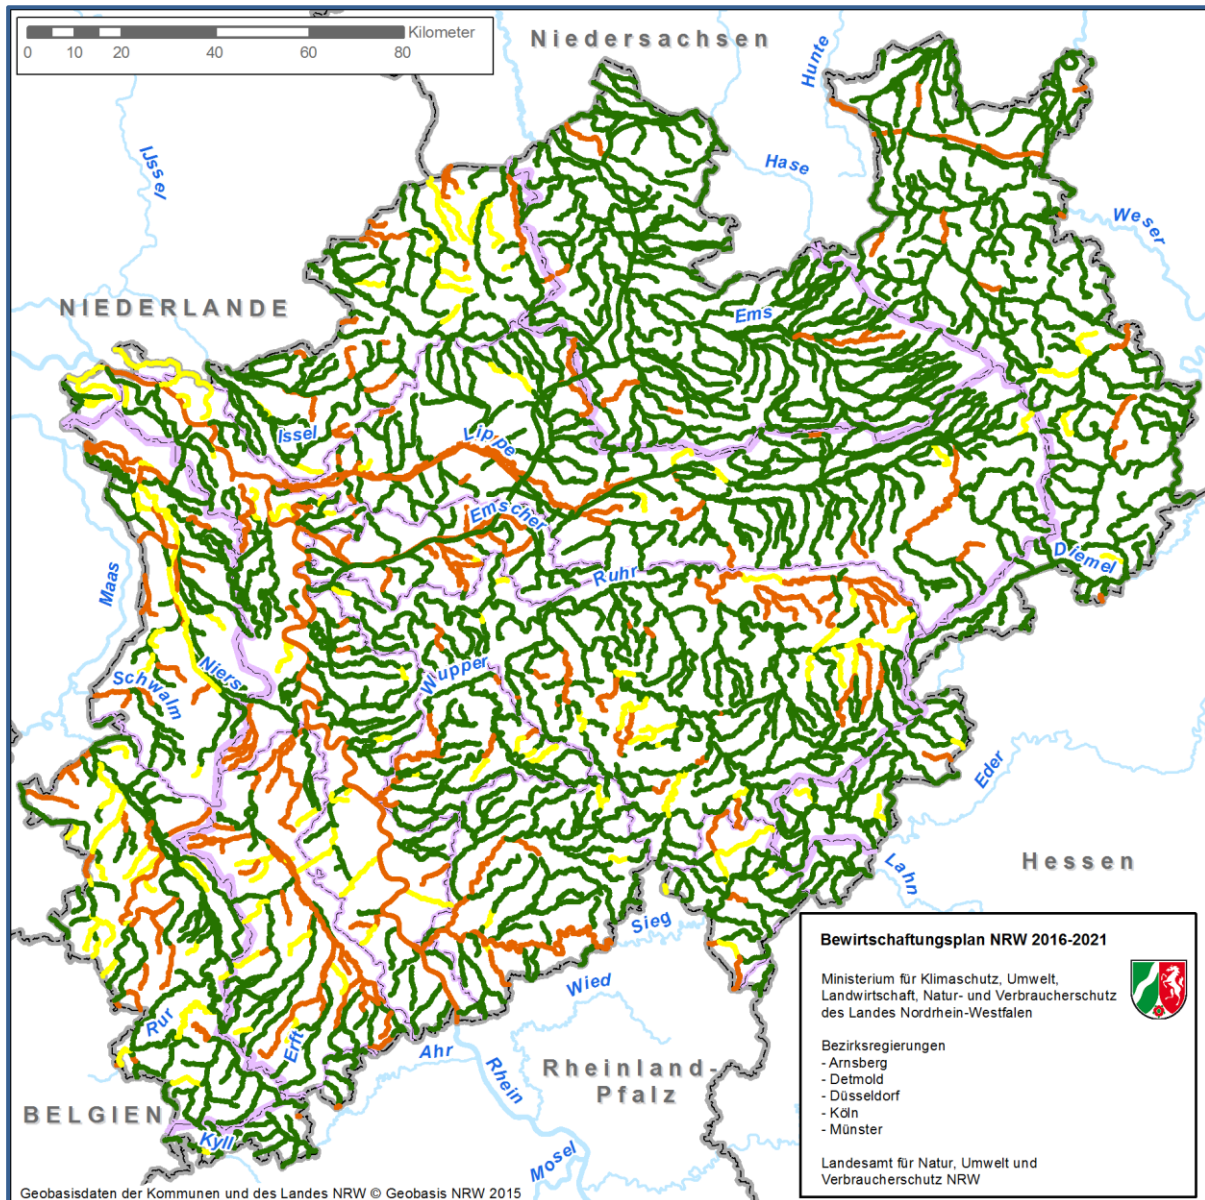 Kilometer
0 10 20 40 60 80
Niedersachsen
Hunte
IJssel
Hase
Weser
NIEDERLANDE
Ems
Issel
Lippe
Emscher
Diemel
Maas
Ruhr
Wupper
Niers
Schwalm
Eder
Lahn
Hessen
Sieg
Wied
Rur
Erft
Ahr
Rhein
Rheinland-
Pfalz
BELGIEN
Kyll
Mosel
Bewirtschaftungsplan NRW 2016-2021
Ministerium für Klimaschutz, Umwelt,
Landwirtschaft, Natur- und Verbraucherschutz
des Landes Nordrhein-Westfalen
Bezirksregierungen
- Arnsberg
- Detmold
- Düsseldorf
- Köln
- Münster
Landesamt für Natur, Umwelt und
Verbraucherschutz NRW
Geobasisdaten der Kommunen und des Landes NRW © Geobasis NRW 2015